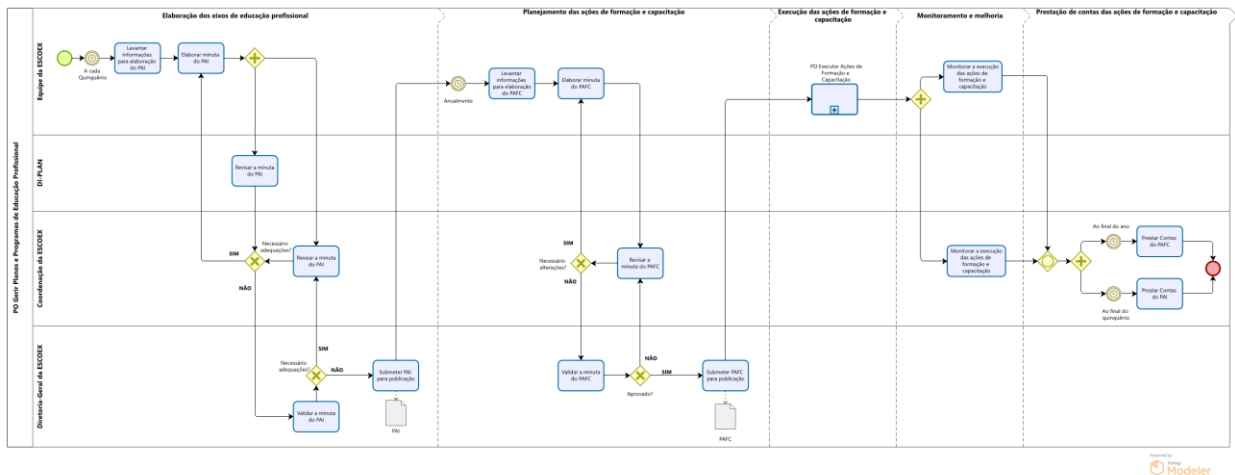 Elaboração dos eixos de educação profissional
Planejamento das ações de formação e capacitação
Execução da ações de formação e
capacitação
Monitoramento e melhoria
Prestação de contas das ações de formação e capacitação
PO Gerir Planos e Programas de Educação Profissional
Equipe da ESCOEX
A cada
Quinquênio
Levantar
informações
para elaboração
do PAI
Elaborar minuta
do PAI
Anualmente
Levantar
informações
para elaboração
do PAFC
Elaborar minuta
do PAFC
PO Executar Ações de
Formação e
Capacitação
Monitorar a execução
das ações de formação
e capacitação
DI-PLAN
Revisar a minuta
do PAI
Coordenação da ESCOEX
SIM
Necessário
adequações?
NÃO
Revisar a minuta
do PAI
SIM
Necessário
alterações?
NÃO
Revisar a
minuta do PAFC
Monitorar a execução
das ações de
formação e
capacitação
Ao final do ano
Prestar Contas
do PAFC
Ao final do
quinquênio
Prestar Contas
do PAI
Diretoria-Geral da ESCOEX
SIM
Necessário
adequações?
NÃO
Validar a minuta
do PAI
Submeter PAI
para publicação
PAI
Validar a minuta
do PAFC
NÃO
SIM
Aprovado?
Submeter PAFC
para publicação
PAFC
Powered by
bizagi
Modeler